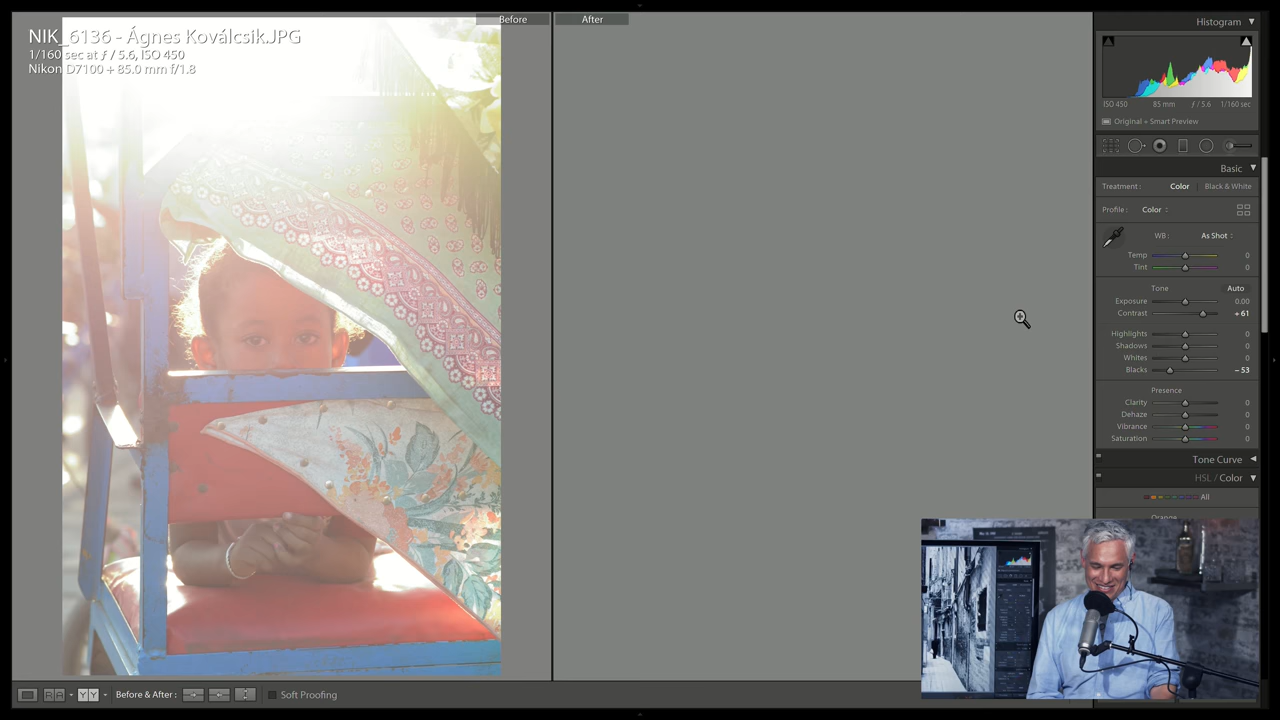 NIK_6136 - Ágnes Koválcsik.JPG
1/160 sec at ƒ / 5.6, ISO 450
Nikon D7100 + 85.0 mm f/1.8
Before
After
Histogram
ISO 450 85 mm ƒ / 5.6 1/160 sec
Original + Smart Preview
Basic
Treatment : Color Black & White
Profile : Color
WB : As Shot
Temp 0
Tint 0
Tone Auto
Exposure 0.00
Contrast + 61
Highlights 0
Shadows 0
Whites 0
Blacks – 53
Presence
Clarity 0
Dehaze 0
Vibrance 0
Saturation 0
Tone Curve
HSL / Color
All
Orange
Before & After :
Soft Proofing